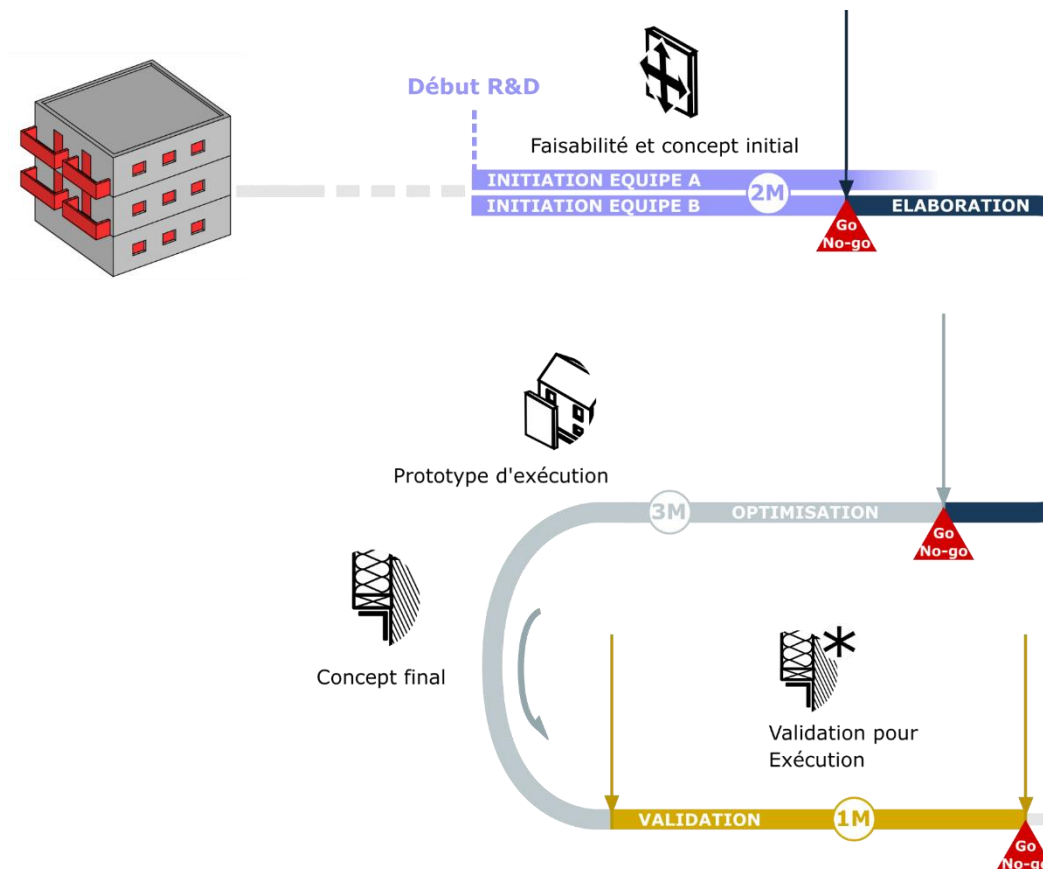 Début R&D
Faisabilité et concept initial
INITIATION EQUIPE A
2M
INITIATION EQUIPE B
ELABORATION
Go
No-go
Prototype d'exécution
3M
OPTIMISATION
Go
No-go
Concept final
Validation pour
Exécution
VALIDATION
1M
Go
No-go